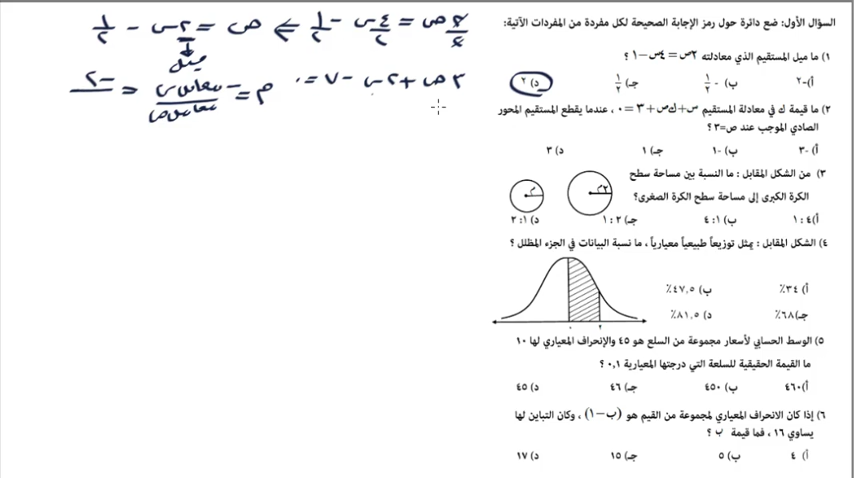 السؤال الأول: ضع دائرة حول رمز الإجابة الصحيحة لكل مفردة من المفردات الآتية:
١) ما ميل المستقيم الذي معادلته ٢ص = ٤س − ١ ؟
أ) -٢ ب) -١/٢ جـ) ١/٢ د) ٢
٢) ما قيمة ك في معادلة المستقيم س + ك ص + ٣ = ٠ ، عندما يقطع المستقيم المحور
الصادي الموجب عند ص=٣ ؟
أ) -٣ ب) -١ جـ) ١ د) ٣
٣) من الشكل المقابل : ما النسبة بين مساحة سطح
الكرة الكبرى إلى مساحة سطح الكرة الصغرى؟
أ) ٤ : ١ ب) ١ : ٤ جـ) ٢ : ١ د) ١ : ٢
٤) الشكل المقابل : يمثل توزيعاً طبيعياً معيارياً ، ما نسبة البيانات في الجزء المظلل ؟
أ) ٣٤٪ ب) ٤٧,٥٪
جـ) ٦٨٪ د) ٨١,٥٪
٠ ٢
٥) الوسط الحسابي لأسعار مجموعة من السلع هو ٤٥ والإنحراف المعياري لها ١٠
ما القيمة الحقيقية للسلعة التي درجتها المعيارية ٠,١ ؟
أ) ٤٦٠ ب) ٤٥٠ جـ) ٤٦ د) ٤٥
٦) إذا كان الانحراف المعياري لمجموعة من القيم هو (ب − ١) ، وكان التباين لها
يساوي ١٦ ، فما قيمة ب ؟
أ) ٤ ب) ٥ جـ) ١٥ د) ١٧
ص = ٤/٢ س − ١/٢ ⇐ ص = ٢س − ١/٢
ميل
٢ص + ٢س − ٧ = ٠
م = −معامل س / معامل ص = −٢